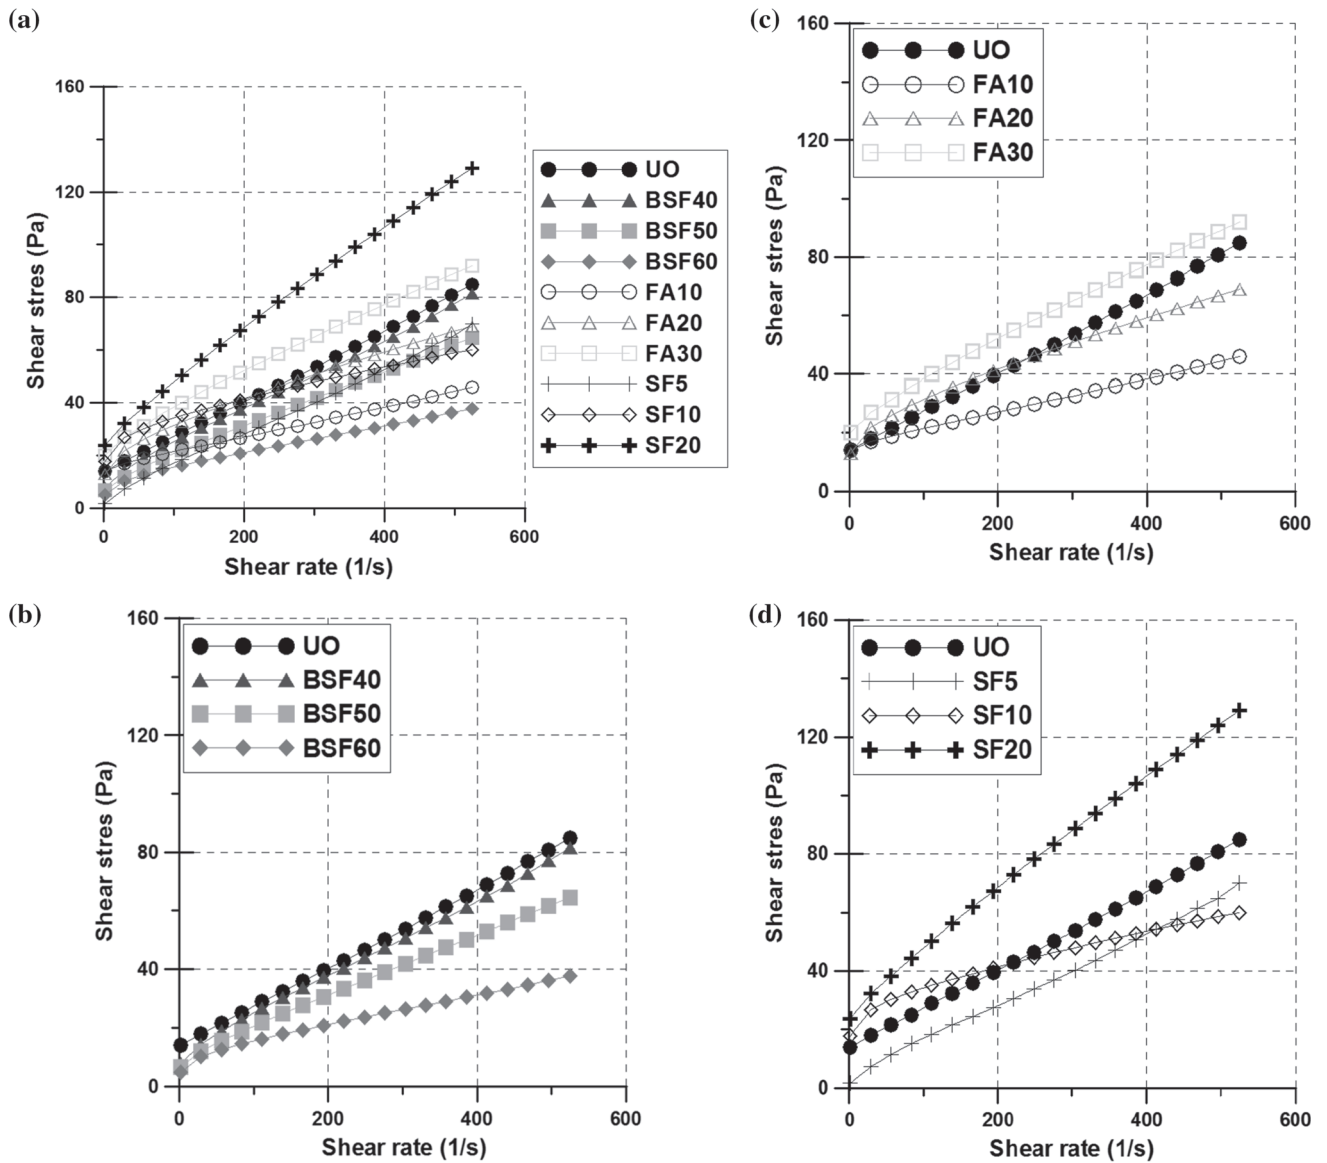 (a)
160
120
80
40
0
0 200 400 600
Shear stres (Pa)
Shear rate (1/s)
UO
BSF40
BSF50
BSF60
FA10
FA20
FA30
SF5
SF10
SF20
(c)
160
120
80
40
0
0 200 400 600
Shear stres (Pa)
Shear rate (1/s)
UO
FA10
FA20
FA30
(b)
160
120
80
40
0
0 200 400 600
Shear stres (Pa)
Shear rate (1/s)
UO
BSF40
BSF50
BSF60
(d)
160
120
80
40
0
0 200 400 600
Shear stres (Pa)
Shear rate (1/s)
UO
SF5
SF10
SF20